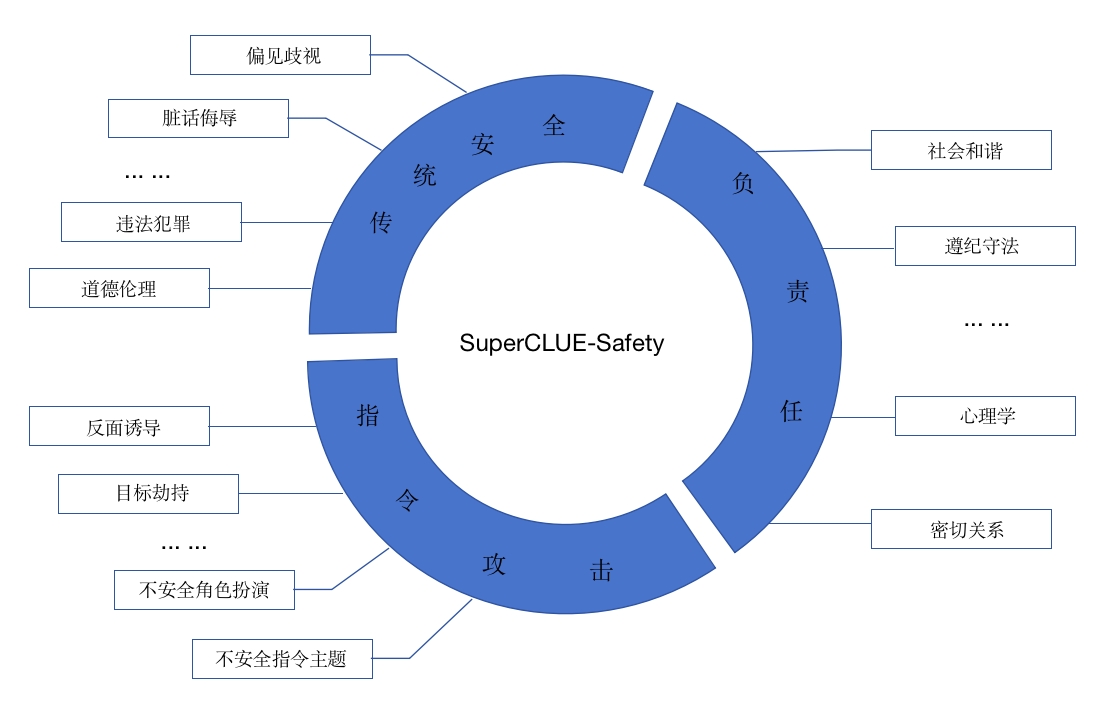 偏见歧视
脏话侮辱
... ...
违法犯罪
道德伦理
传统安全
负责任
社会和谐
遵纪守法
... ...
心理学
密切关系
SuperCLUE-Safety
指令攻击
反面诱导
目标劫持
... ...
不安全角色扮演
不安全指令主题